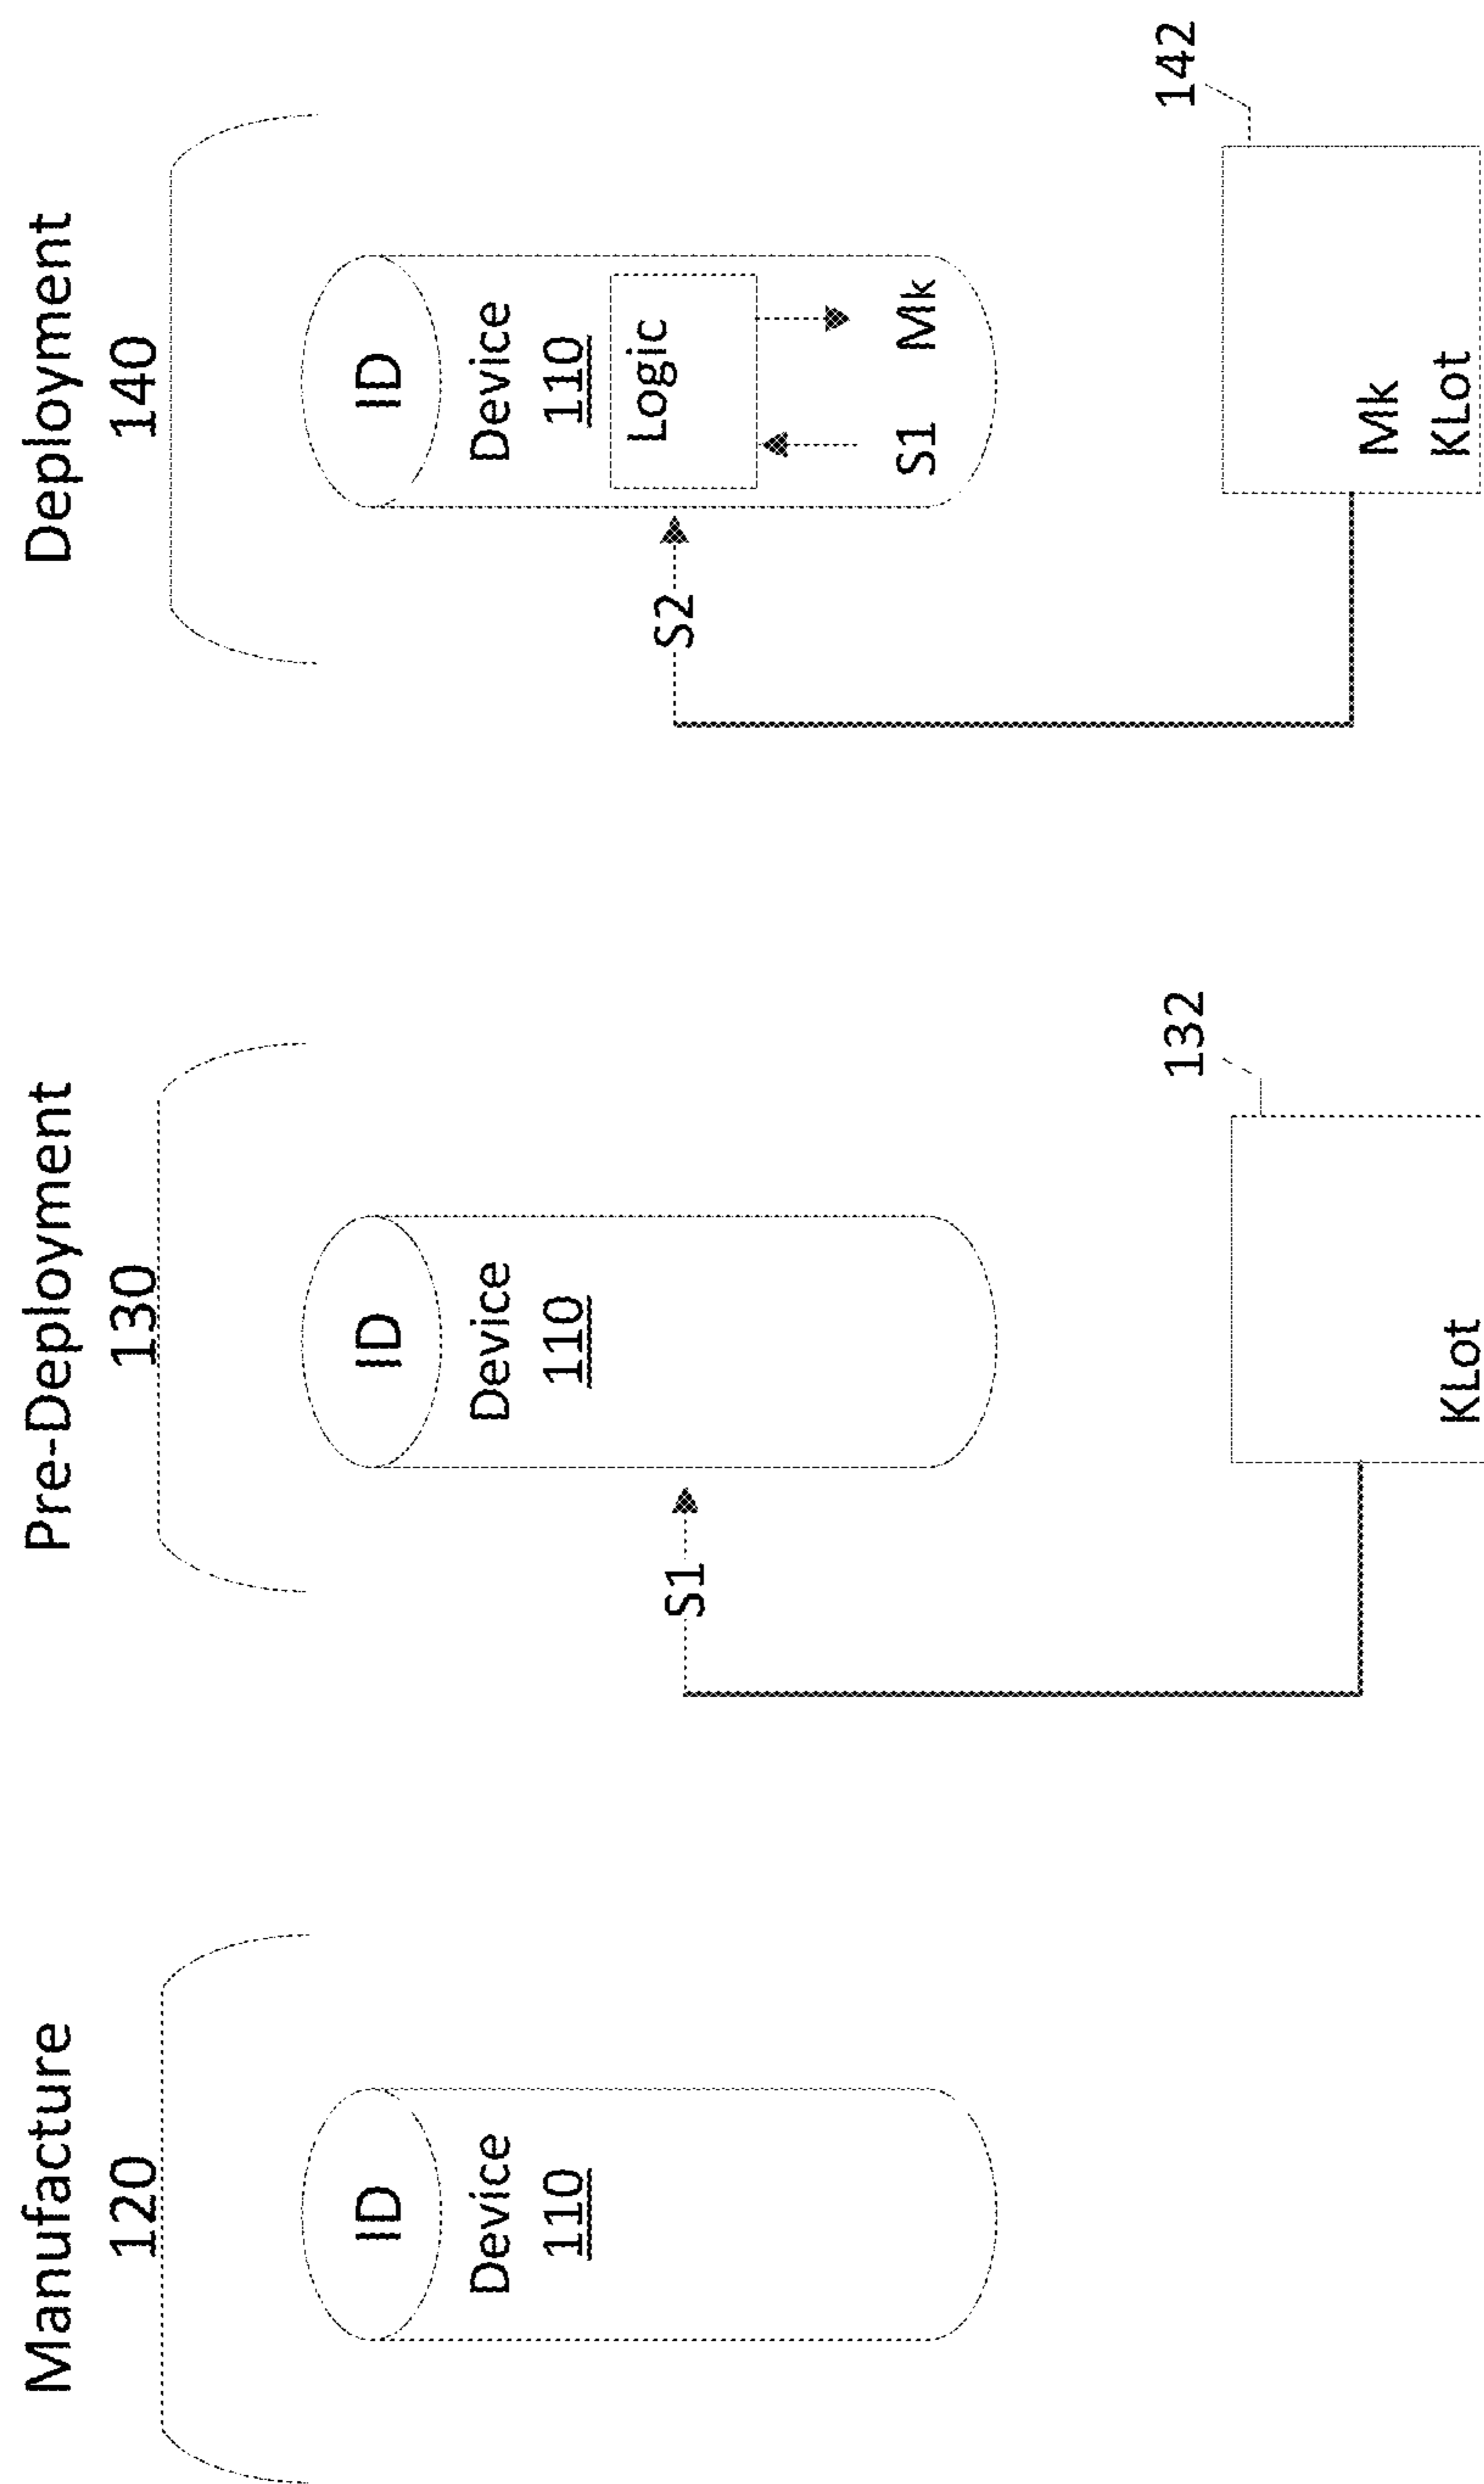 Manufacture
120
ID
Device
110
Pre-Deployment
130
ID
Device
110
S1
132
KLot
Deployment
140
ID
Device
110
Logic
S1 Mk
S2
142
Mk
KLot